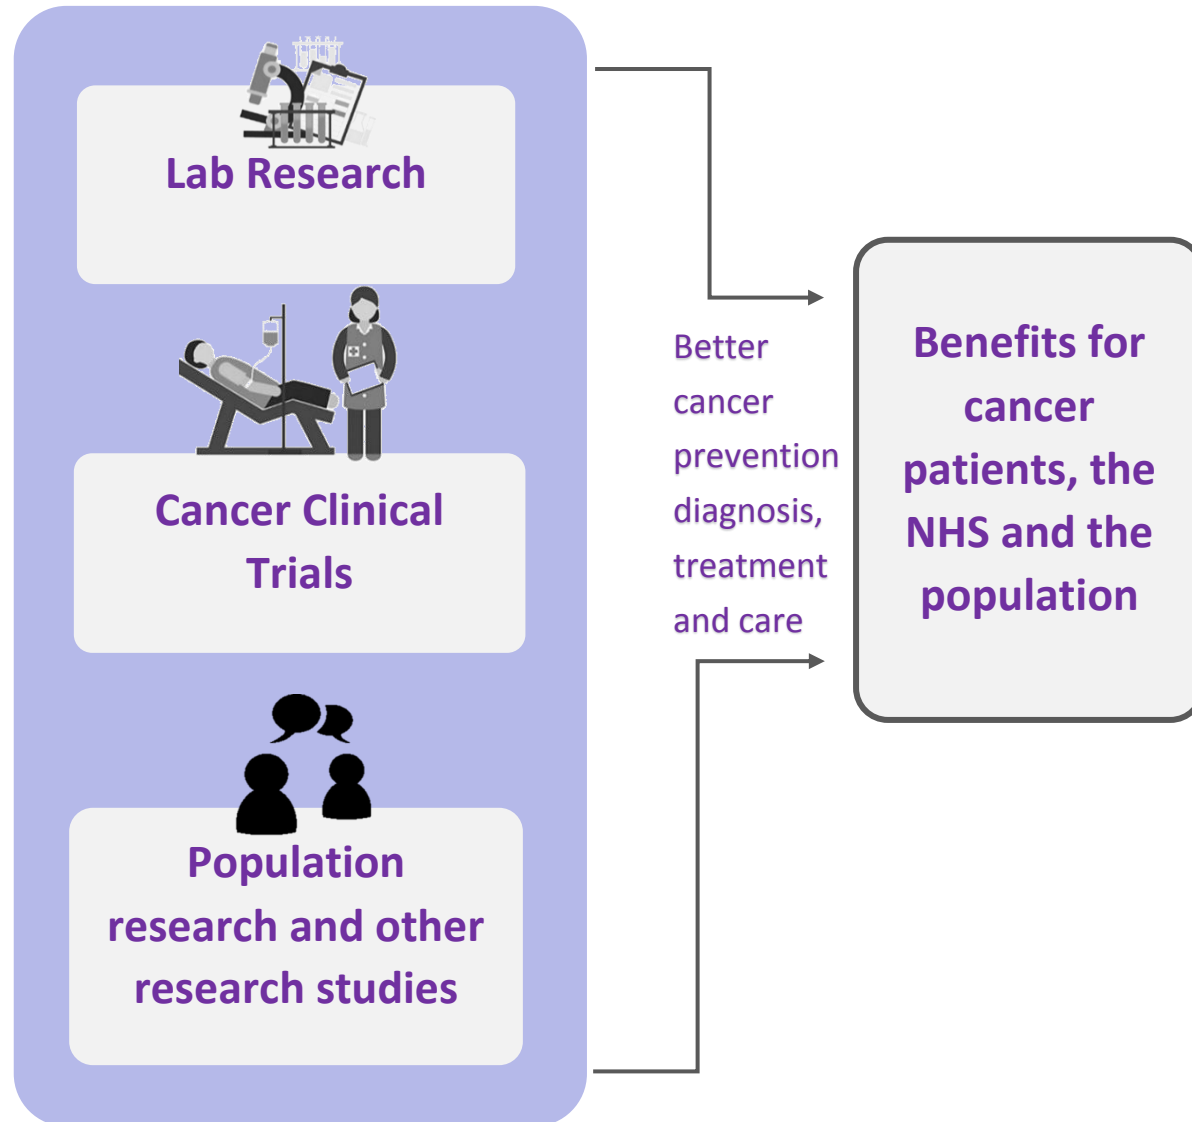 Lab Research
Cancer Clinical
Trials
Population
research and other
research studies
Better
cancer
prevention
diagnosis,
treatment
and care
Benefits for
cancer
patients, the
NHS and the
population